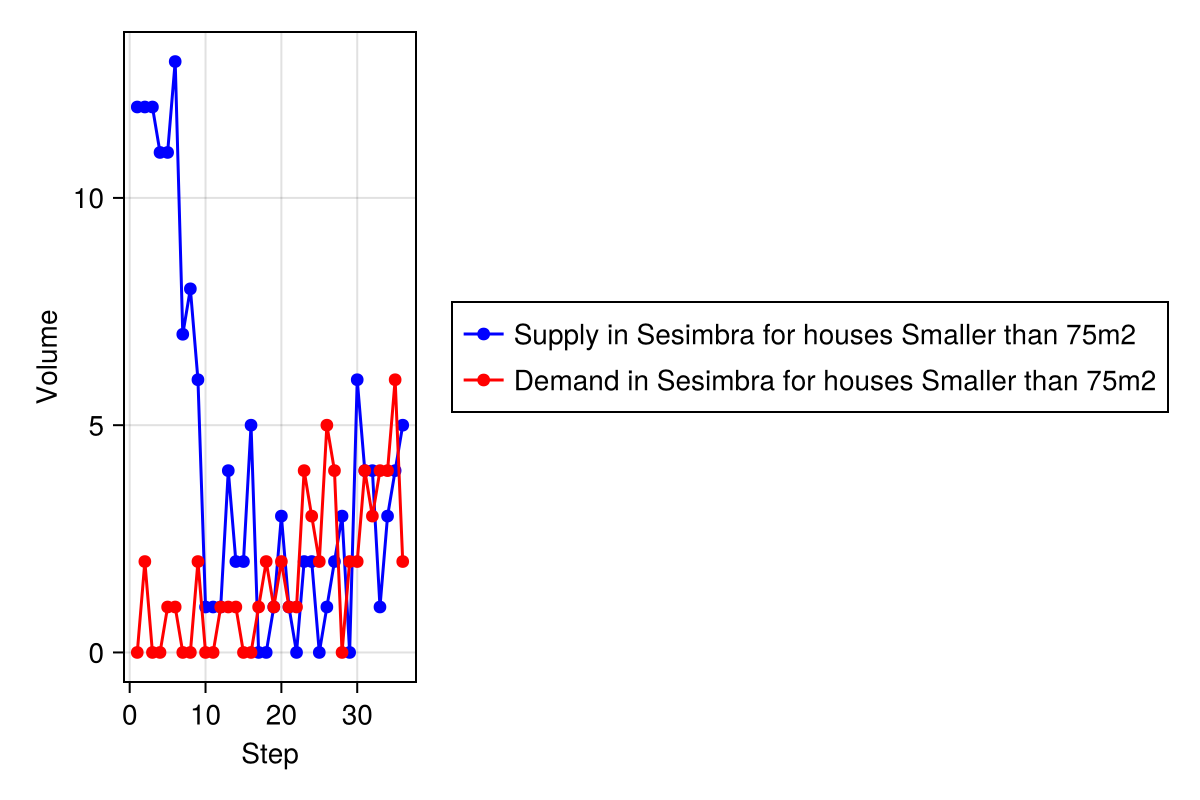 10
5
0
Volume
0 10 20 30
Step
Supply in Sesimbra for houses Smaller than 75m2
Demand in Sesimbra for houses Smaller than 75m2